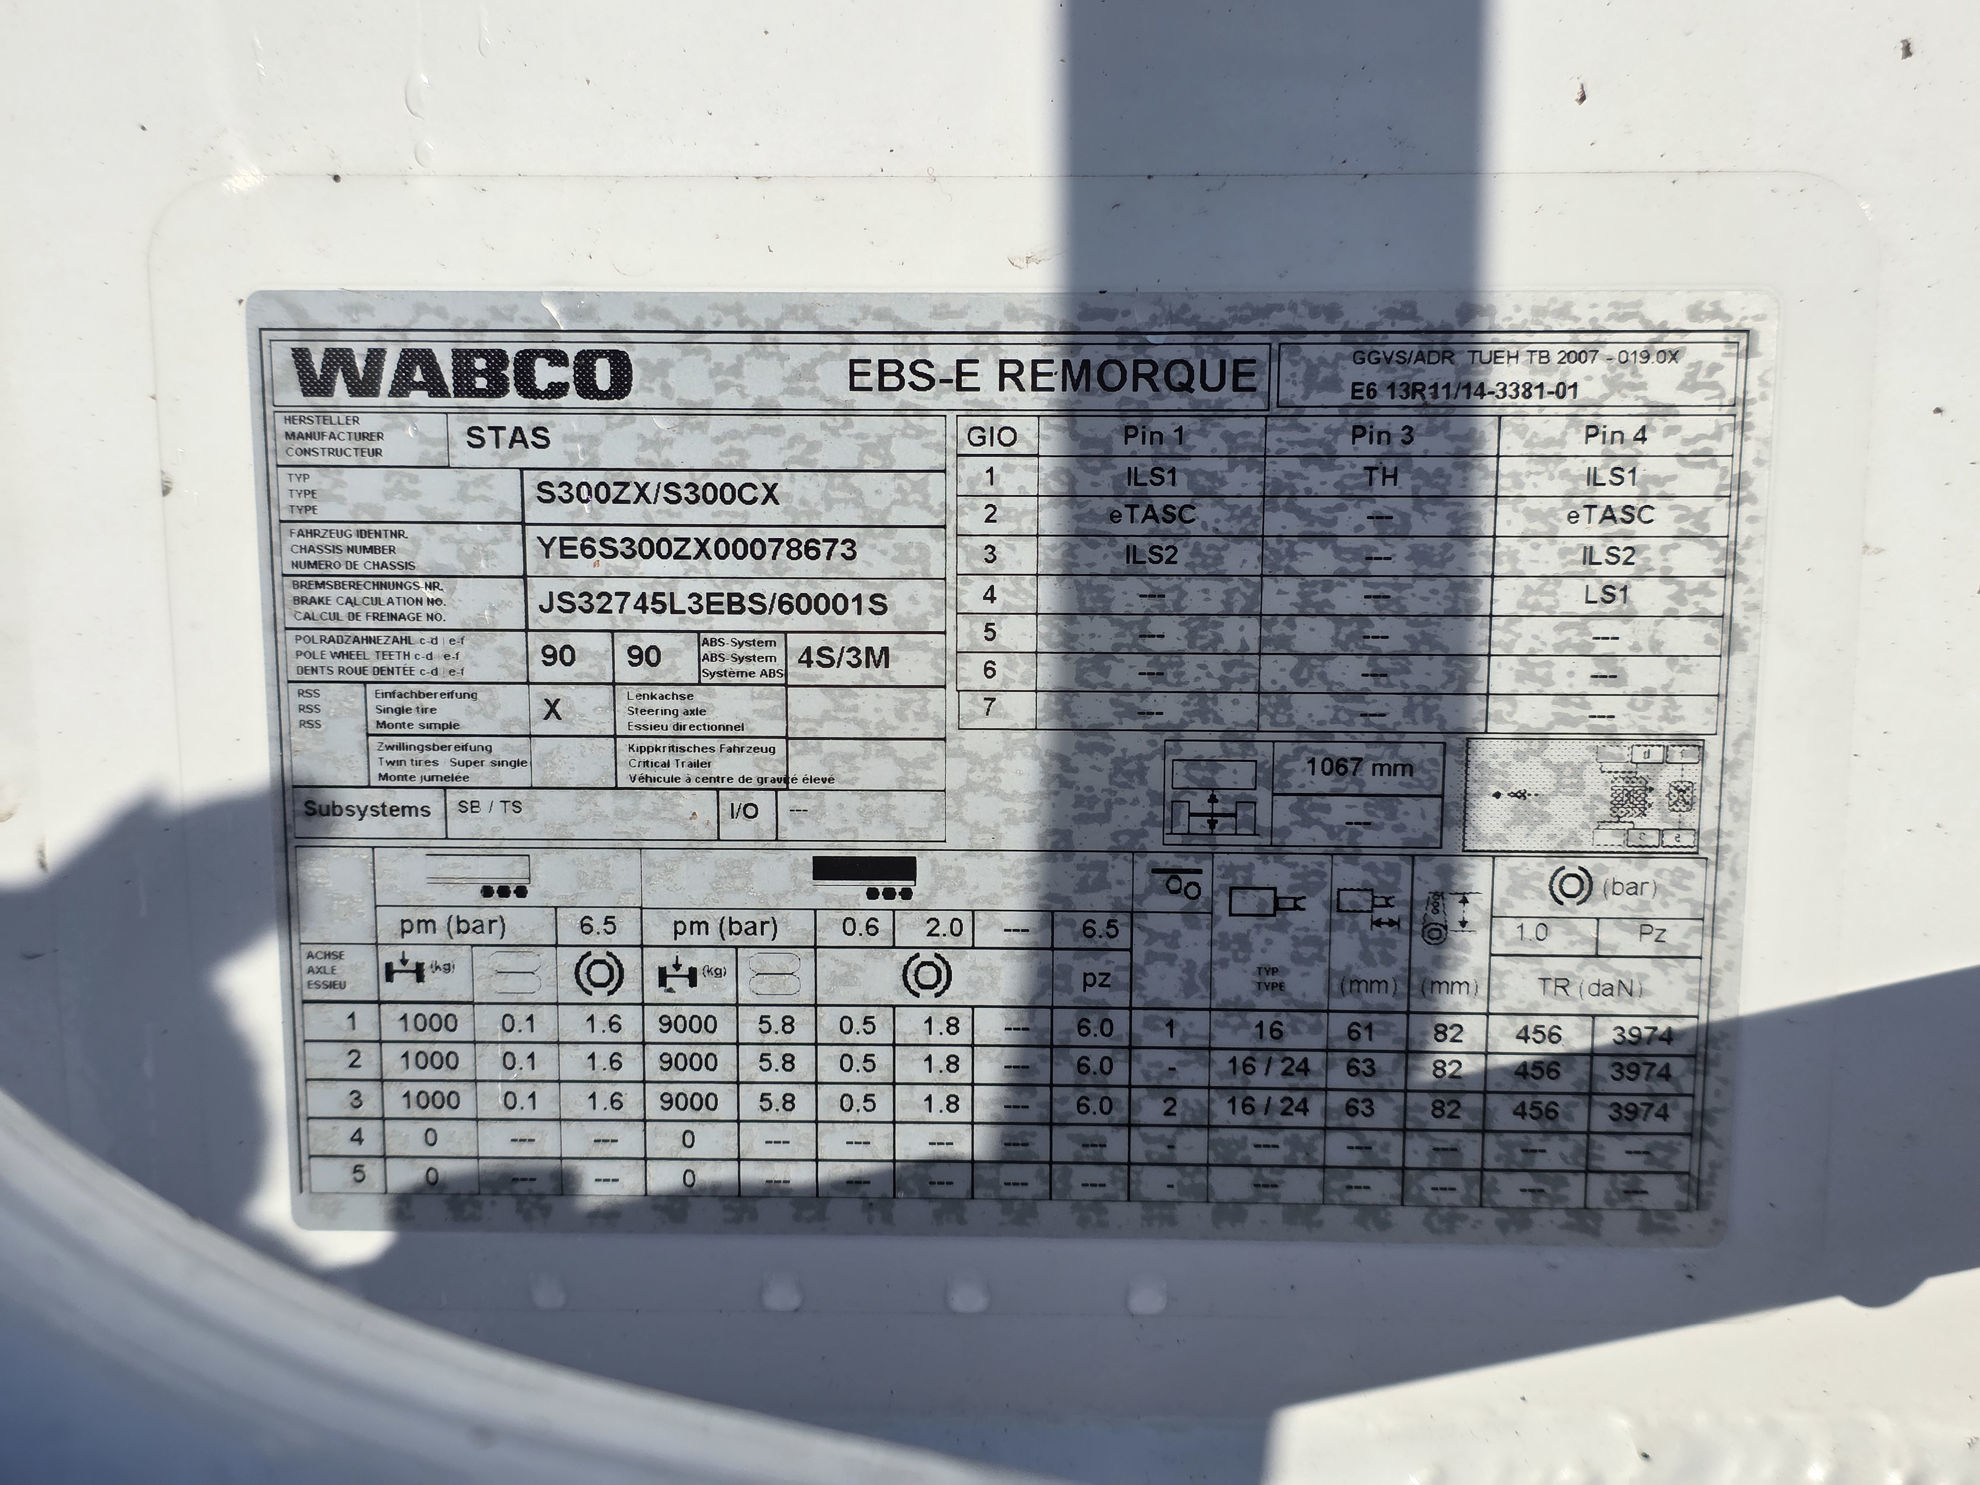 WABCO EBS-E REMORQUE
GGVS/ADR TUEH TB 2007 - 019.0X
E6 13R11/14-3381-01
HERSTELLER
MANUFACTURER
CONSTRUCTEUR
STAS
TYP
TYPE
TYPE
S300ZX/S300CX
FAHRZEUG IDENTNR.
CHASSIS NUMBER
NUMERO DE CHASSIS
YE6S300ZX00078673
BREMSBERECHNUNGS-NR.
BRAKE CALCULATION NO.
CALCUL DE FREINAGE NO.
JS32745L3EBS/60001S
POLRADZAHNEZAHL c-d | e-f
POLE WHEEL TEETH c-d | e-f
DENTS ROUE DENTÉE c-d | e-f
90 90
ABS-System
ABS-System
Système ABS
4S/3M
RSS
RSS
RSS
Einfachbereifung
Single tire
Monte simple
X
Lenkachse
Steering axle
Essieu directionnel
Zwillingsbereifung
Twin tires / Super single
Monte jumelée
Kippkritisches Fahrzeug
Critical Trailer
Véhicule à centre de gravité élevé
Subsystems SB / TS I/O ---
GIO Pin 1 Pin 3 Pin 4
1 ILS1 TH ILS1
2 eTASC --- eTASC
3 ILS2 --- ILS2
4 --- --- LS1
5 --- --- ---
6 --- --- ---
7 --- --- ---
1067 mm
---
d f
c e
pm (bar) 6.5 pm (bar) 0.6 2.0 --- 6.5
(bar)
1.0 Pz
ACHSE
AXLE
ESSIEU
(kg) (kg) pz
TYP
TYPE
(mm) (mm) TR (daN)
1 1000 0.1 1.6 9000 5.8 0.5 1.8 --- 6.0 1 16 61 82 456 3974
2 1000 0.1 1.6 9000 5.8 0.5 1.8 --- 6.0 - 16 / 24 63 82 456 3974
3 1000 0.1 1.6 9000 5.8 0.5 1.8 --- 6.0 2 16 / 24 63 82 456 3974
4 0 --- --- 0 --- --- --- --- --- - --- --- --- --- ---
5 0 --- --- 0 --- --- --- --- --- - --- --- --- --- ---